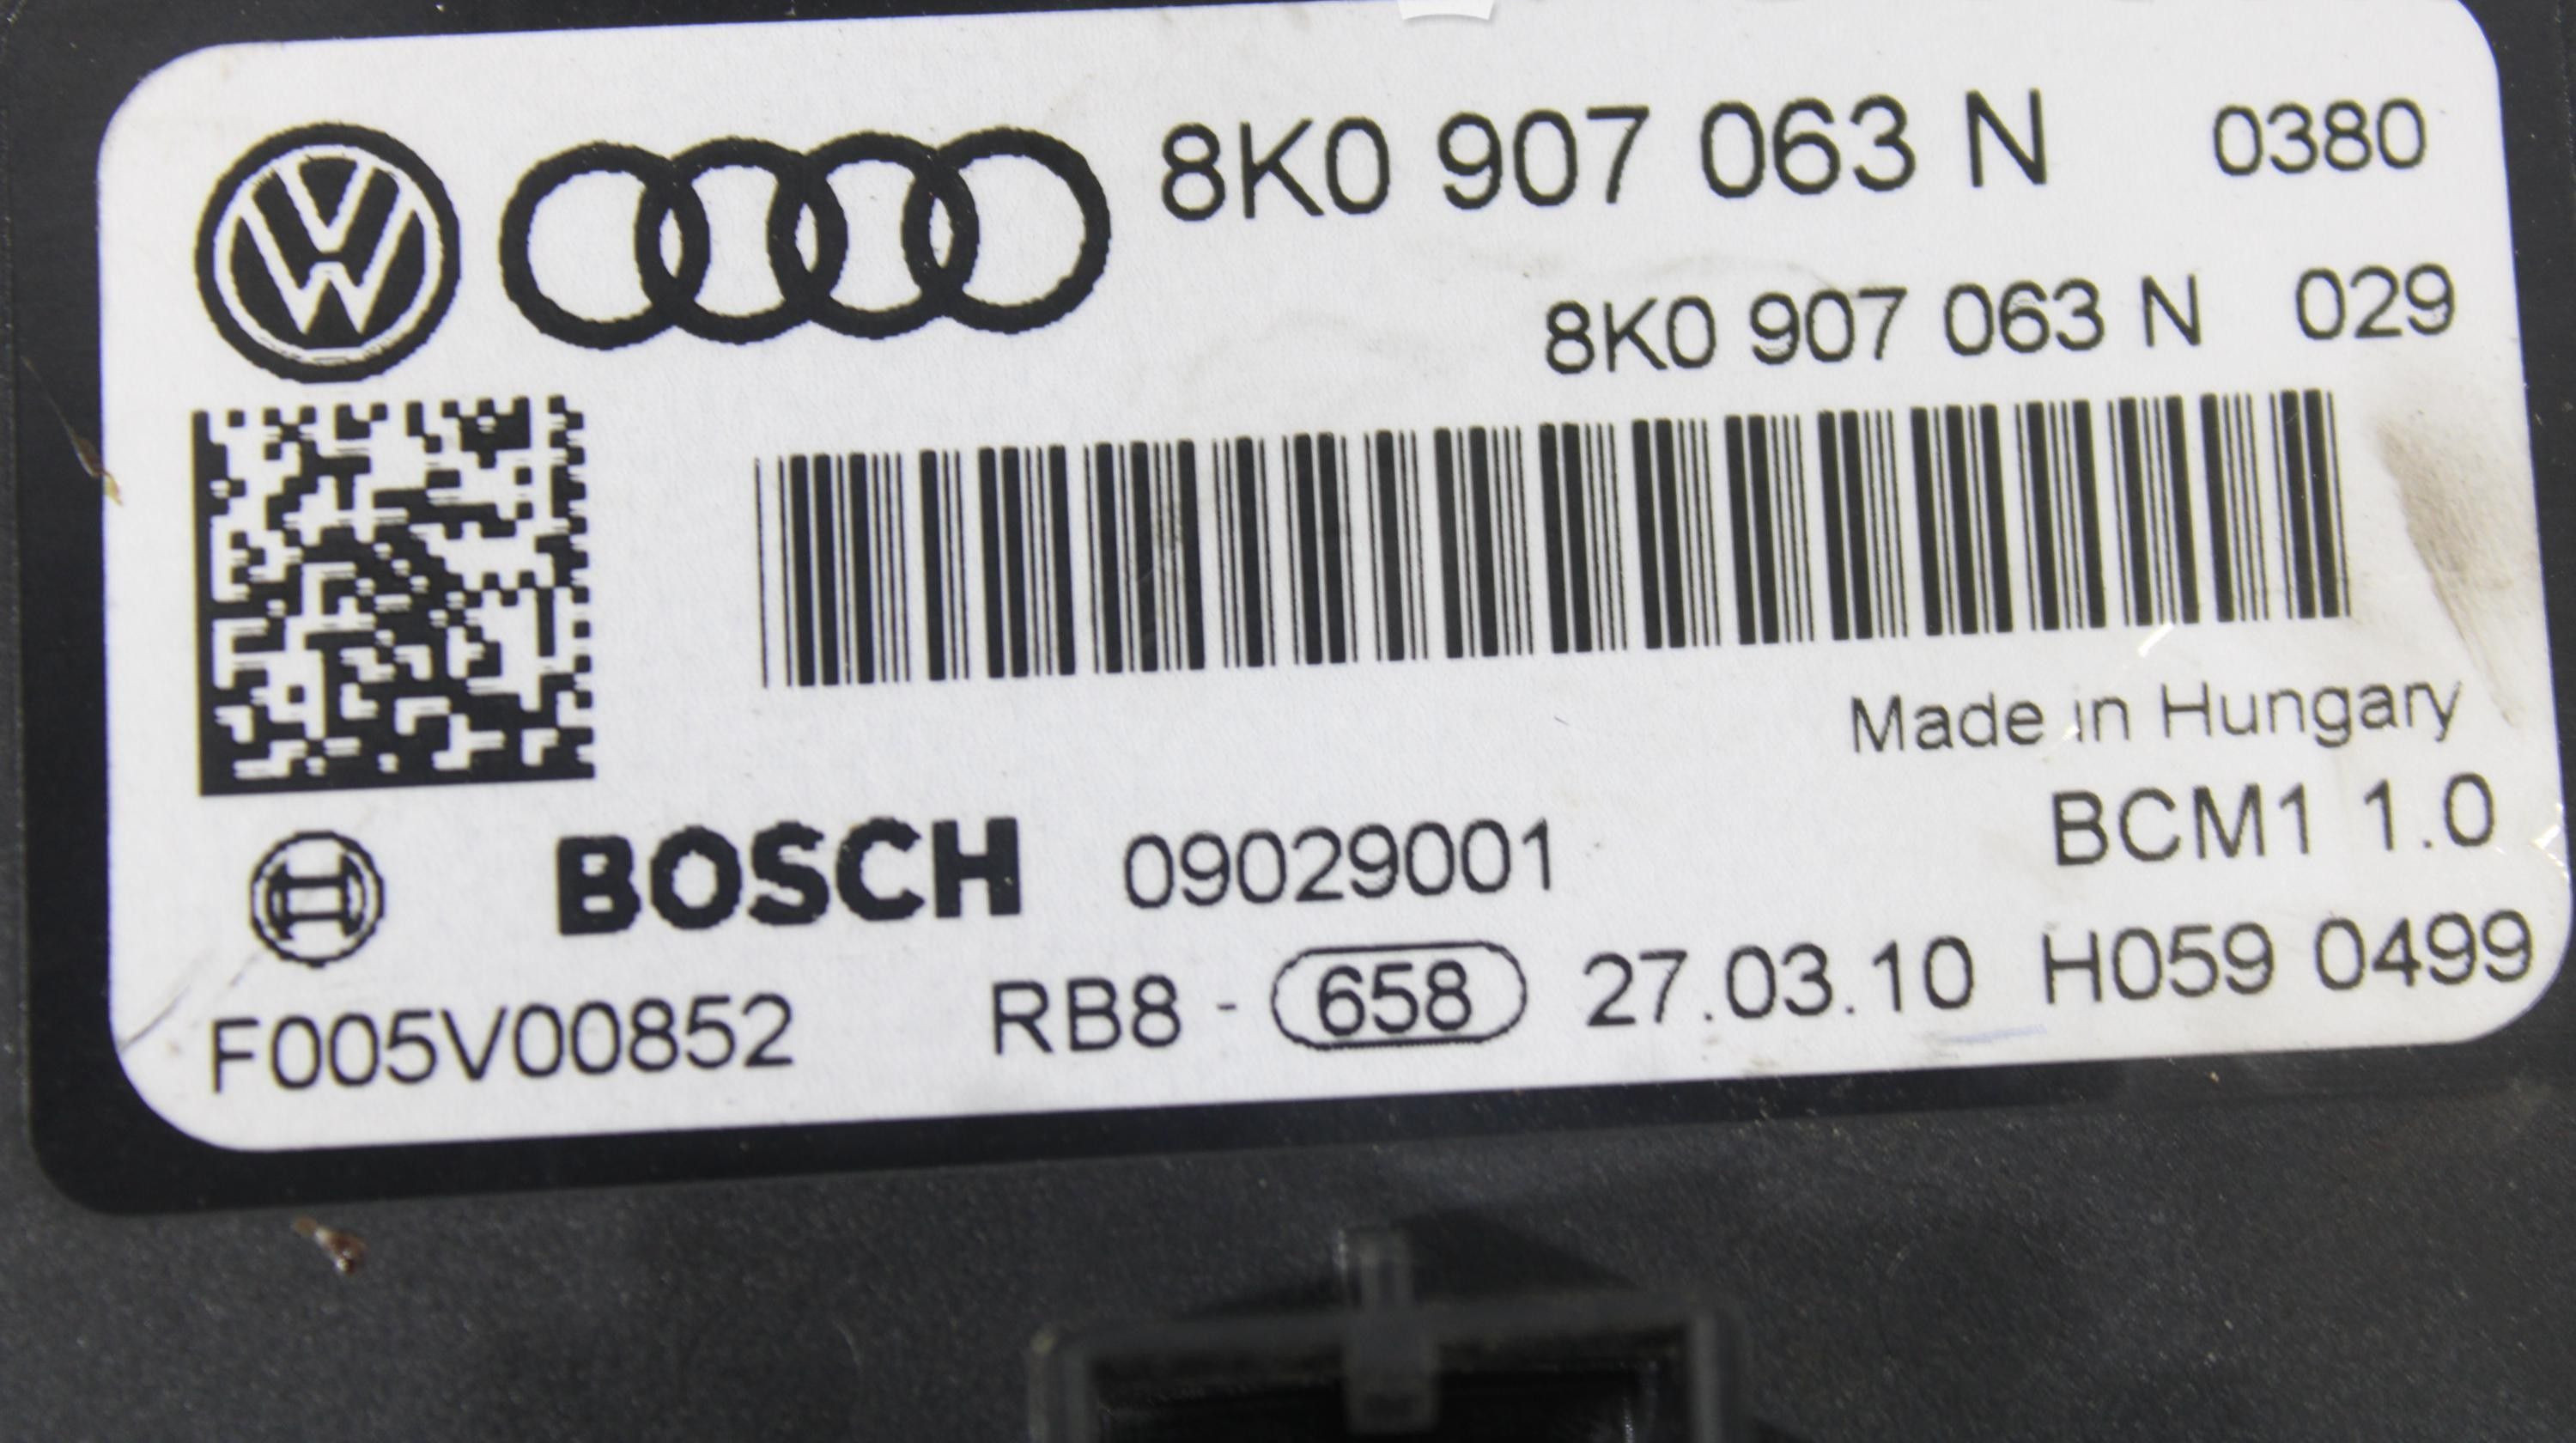 8K0 907 063 N 0380
8K0 907 063 N 029
Made in Hungary
BCM1 1.0
BOSCH 09029001
F005V00852 RB8 - 658 27.03.10 H059 0499